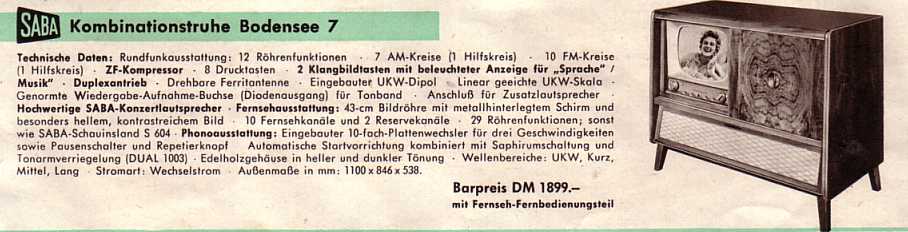 SABA Kombinationstruhe Bodensee 7
Technische Daten: Rundfunkausstattung: 12 Röhrenfunktionen · 7 AM-Kreise (1 Hilfskreis) · 10 FM-Kreise
(1 Hilfskreis) · ZF-Kompressor · 8 Drucktasten · 2 Klangbildtasten mit beleuchteter Anzeige für „Sprache" /
Musik" · Duplexantrieb · Drehbare Ferritantenne · Eingebauter UKW-Dipol · Linear geeichte UKW-Skala ·
Genormte Wiedergabe-Aufnahme-Buchse (Diodenausgang) für Tonband · Anschluß für Zusatzlautsprecher ·
Hochwertige SABA-Konzertlautsprecher · Fernsehausstattung: 43-cm Bildröhre mit metallhinterlegtem Schirm und
besonders hellem, kontrastreichem Bild · 10 Fernsehkanäle und 2 Reservekanäle · 29 Röhrenfunktionen; sonst
wie SABA-Schauinsland S 604 · Phonoausstattung: Eingebauter 10-fach-Plattenwechsler für drei Geschwindigkeiten
sowie Pausenschalter und Repetierknopf Automatische Startvorrichtung kombiniert mit Saphirumschaltung und
Tonarmverriegelung (DUAL 1003) · Edelholzgehäuse in heller und dunkler Tönung · Wellenbereiche: UKW, Kurz,
Mittel, Lang · Stromart: Wechselstrom · Außenmaße in mm: 1100 x 846 x 538.
Barpreis DM 1899.–
mit Fernseh-Fernbedienungsteil